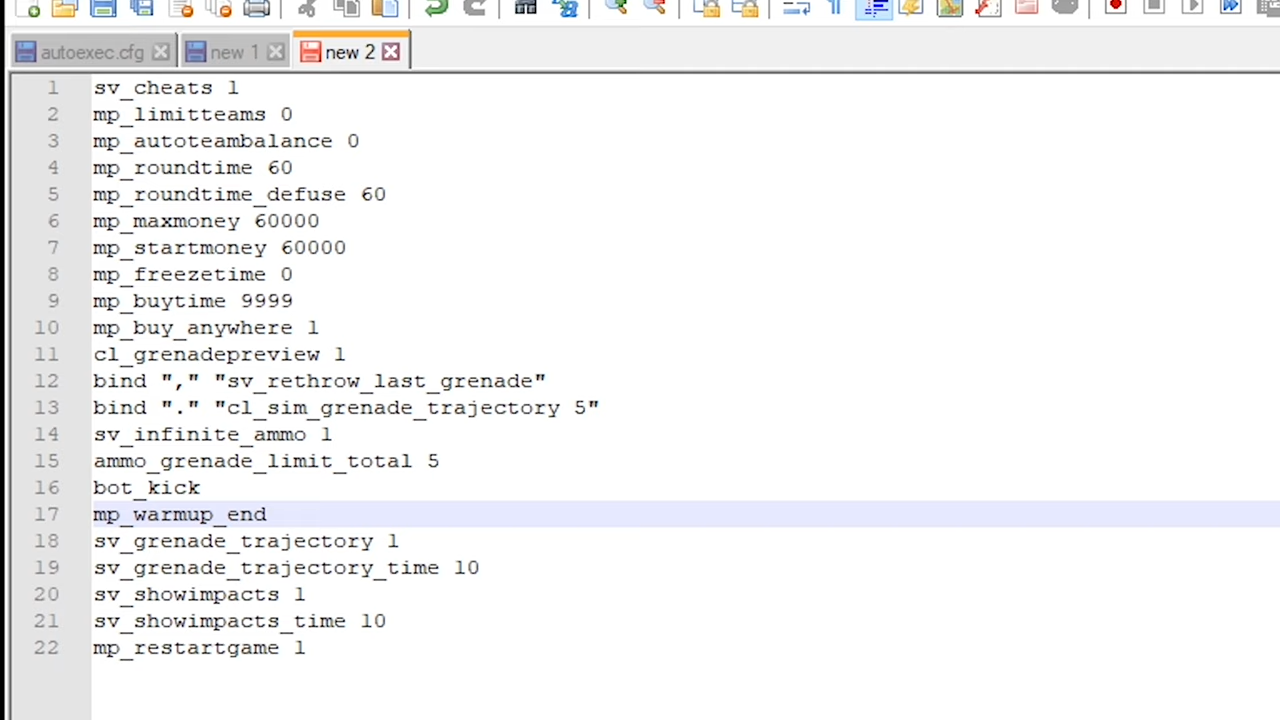 autoexec.cfg new 1 new 2
1 sv_cheats 1
2 mp_limitteams 0
3 mp_autoteambalance 0
4 mp_roundtime 60
5 mp_roundtime_defuse 60
6 mp_maxmoney 60000
7 mp_startmoney 60000
8 mp_freezetime 0
9 mp_buytime 9999
10 mp_buy_anywhere 1
11 cl_grenadepreview 1
12 bind "," "sv_rethrow_last_grenade"
13 bind "." "cl_sim_grenade_trajectory 5"
14 sv_infinite_ammo 1
15 ammo_grenade_limit_total 5
16 bot_kick
17 mp_warmup_end
18 sv_grenade_trajectory 1
19 sv_grenade_trajectory_time 10
20 sv_showimpacts 1
21 sv_showimpacts_time 10
22 mp_restartgame 1